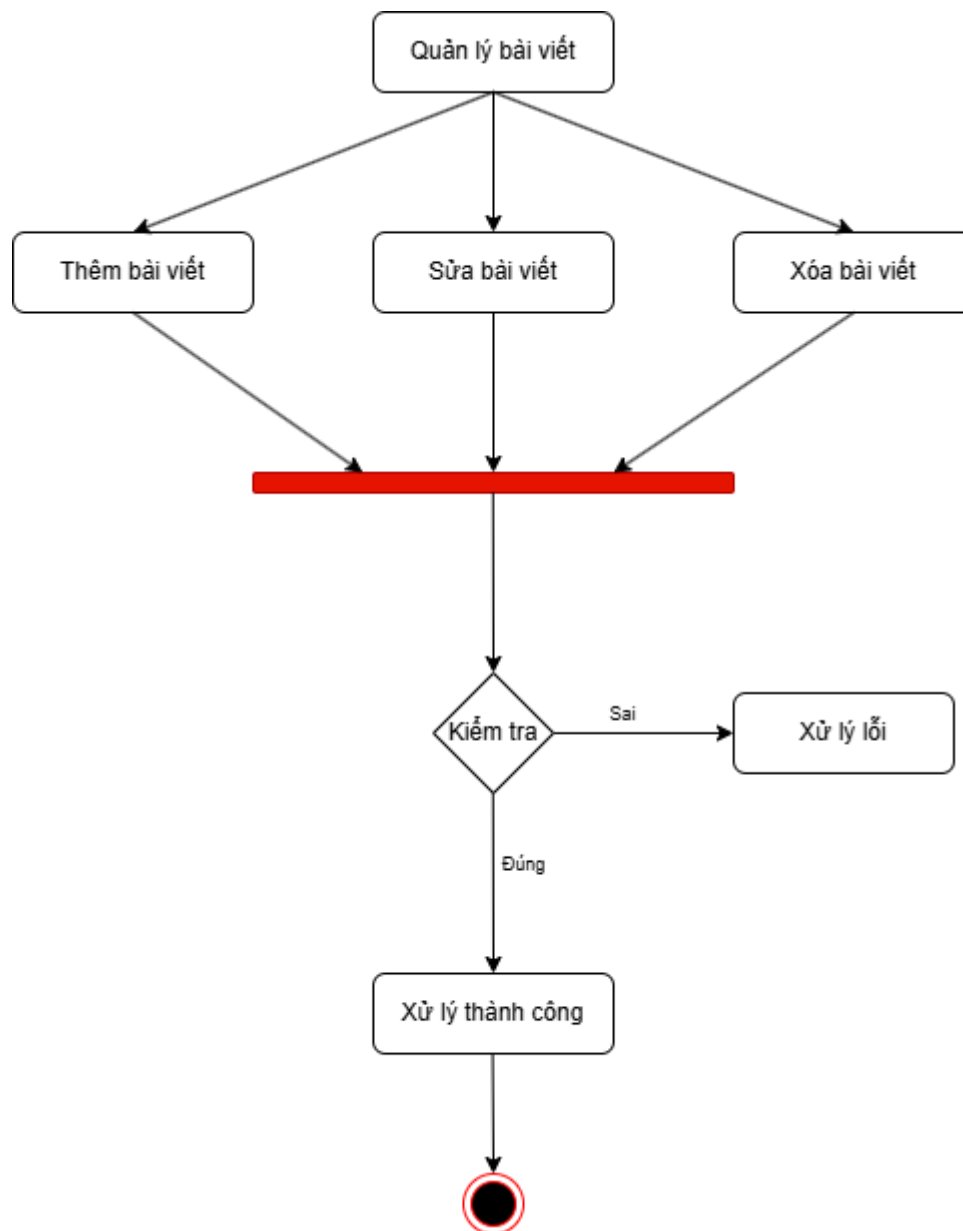 Quản lý bài viết
Thêm bài viết
Sửa bài viết
Xóa bài viết
Kiểm tra
Sai
Xử lý lỗi
Đúng
Xử lý thành công